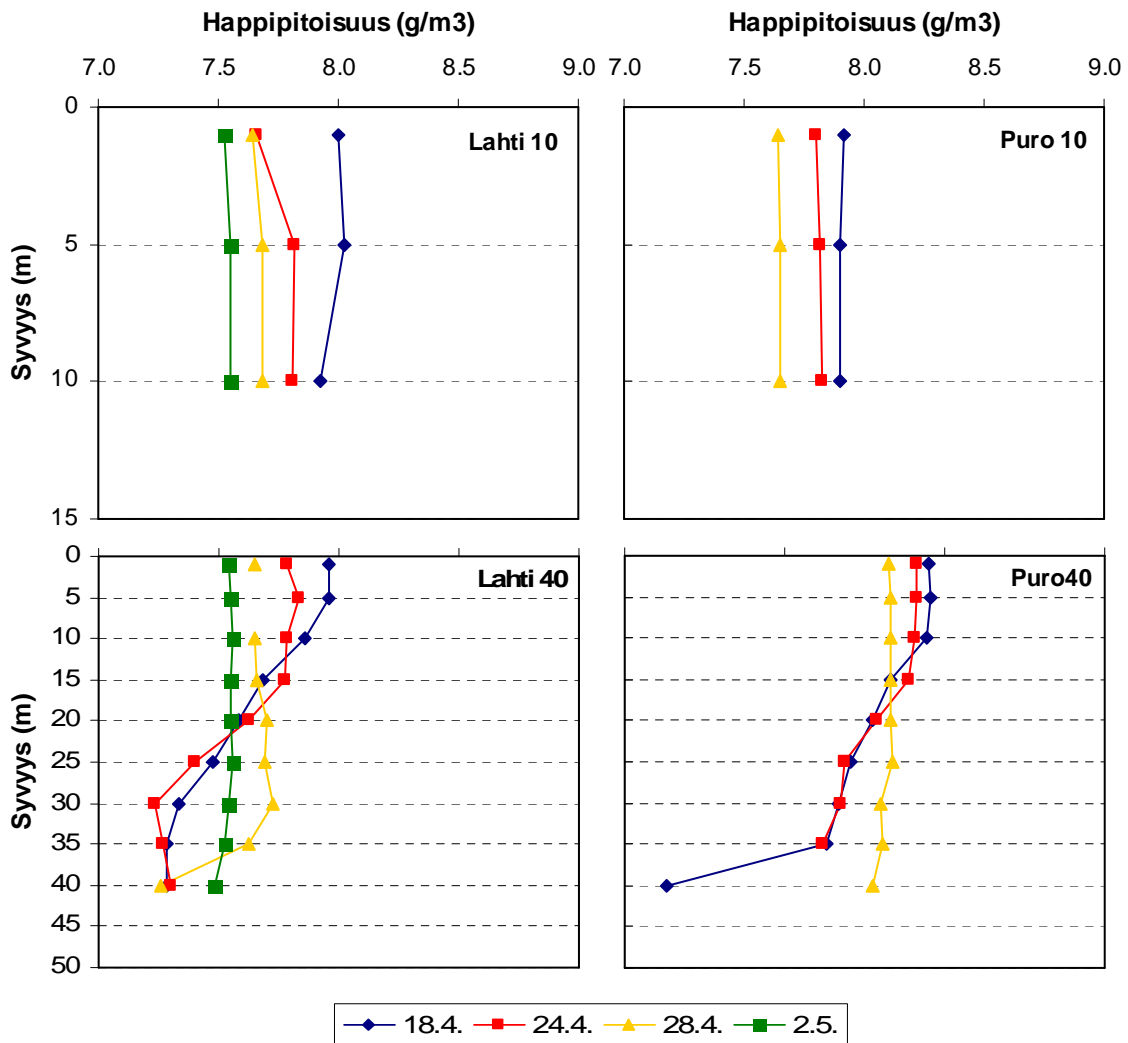 Happipitoisuus (g/m3) Happipitoisuus (g/m3)
7.0 7.5 8.0 8.5 9.0 7.0 7.5 8.0 8.5 9.0
0
Lahti 10 Puro 10
5
Syvyys (m)
10
15
0
Lahti 40 Puro40
5
10
15
20
Syvyys (m)
25
30
35
40
45
50
18.4. 24.4. 28.4. 2.5.